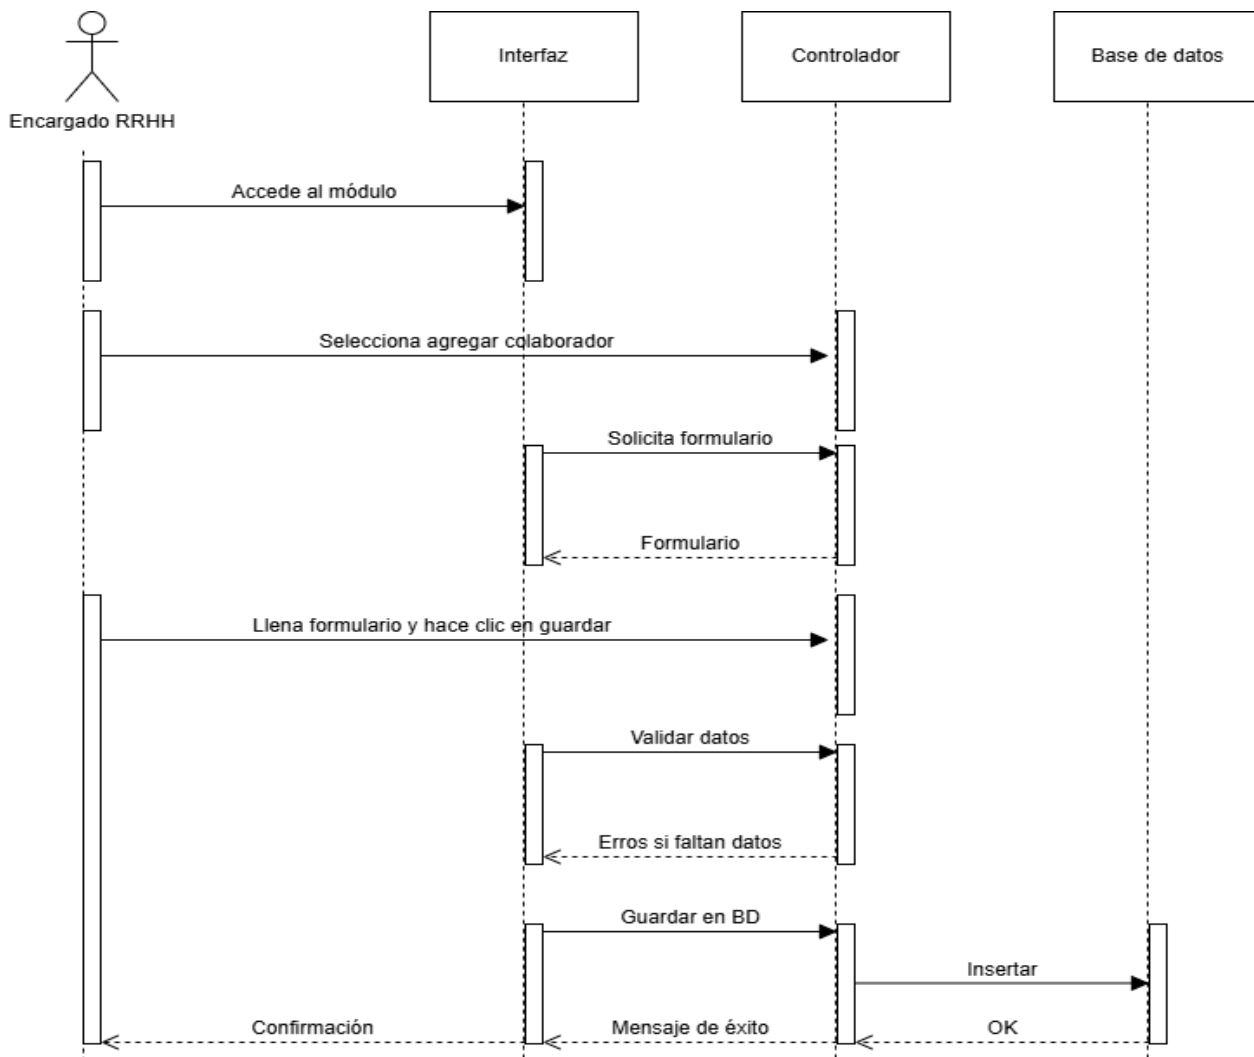 Interfaz
Controlador
Base de datos
Encargado RRHH
Accede al módulo
Selecciona agregar colaborador
Solicita formulario
Formulario
Llena formulario y hace clic en guardar
Validar datos
Erros si faltan datos
Guardar en BD
Insertar
Confirmación
Mensaje de éxito
OK